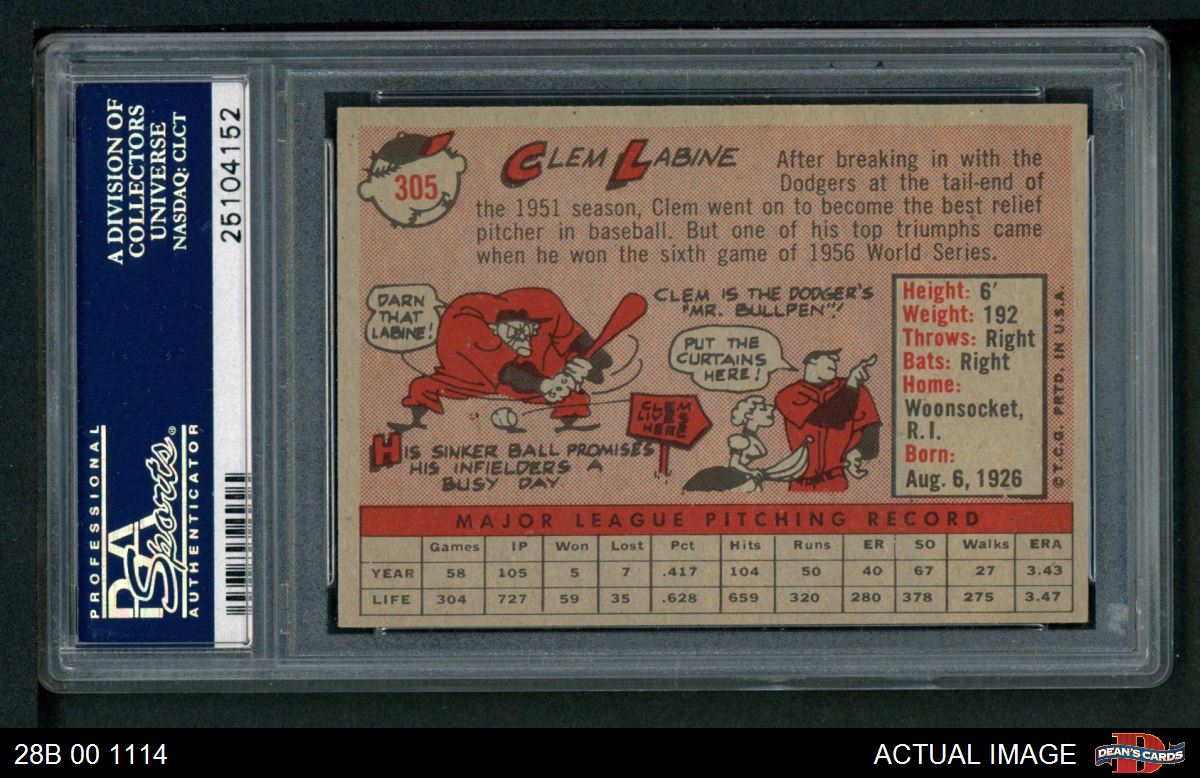 A DIVISION OF
COLLECTORS
UNIVERSE
NASDAQ: CLCT
25104152
PROFESSIONAL
PSA
Sports®
AUTHENTICATOR
305
CLEM LABINE
After breaking in with the
Dodgers at the tail-end of
the 1951 season, Clem went on to become the best relief
pitcher in baseball. But one of his top triumphs came
when he won the sixth game of 1956 World Series.
DARN
THAT
LABINE!
CLEM IS THE DODGER'S
"MR. BULLPEN"!
PUT THE
CURTAINS
HERE!
CLEM
LIVES
HERE
HIS SINKER BALL PROMISES
HIS INFIELDERS A
BUSY DAY.
Height: 6'
Weight: 192
Throws: Right
Bats: Right
Home:
Woonsocket,
R.I.
Born:
Aug. 6, 1926
© T.C.G. PRTD. IN U.S.A.
MAJOR LEAGUE PITCHING RECORD
Games IP Won Lost Pct Hits Runs ER SO Walks ERA
YEAR 58 105 5 7 .417 104 50 40 67 27 3.43
LIFE 304 727 59 35 .628 659 320 280 378 275 3.47
28B 00 1114
ACTUAL IMAGE
DEAN'S CARDS